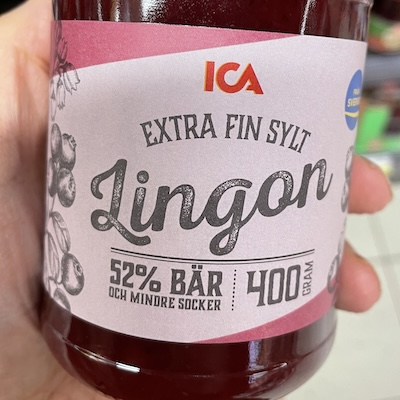 ICA
EXTRA FIN SYLT
Lingon
52% BÄR
OCH MINDRE SOCKER
400 GRAM